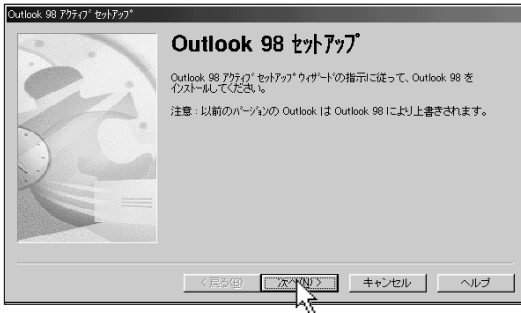 Outlook 98 ｱｸﾃｨﾌﾞ ｾｯﾄｱｯﾌﾟ
Outlook 98 ｾｯﾄｱｯﾌﾟ
Outlook 98 ｱｸﾃｨﾌﾞ ｾｯﾄｱｯﾌﾟ ｳｨｻﾞｰﾄﾞの指示に従って、Outlook 98 を
ｲﾝｽﾄｰﾙしてください。
注意 : 以前のﾊﾞｰｼﾞｮﾝの Outlook は Outlook 98 により上書きされます。
< 戻る(B)
次へ(N) >
キャンセル
ヘルプ